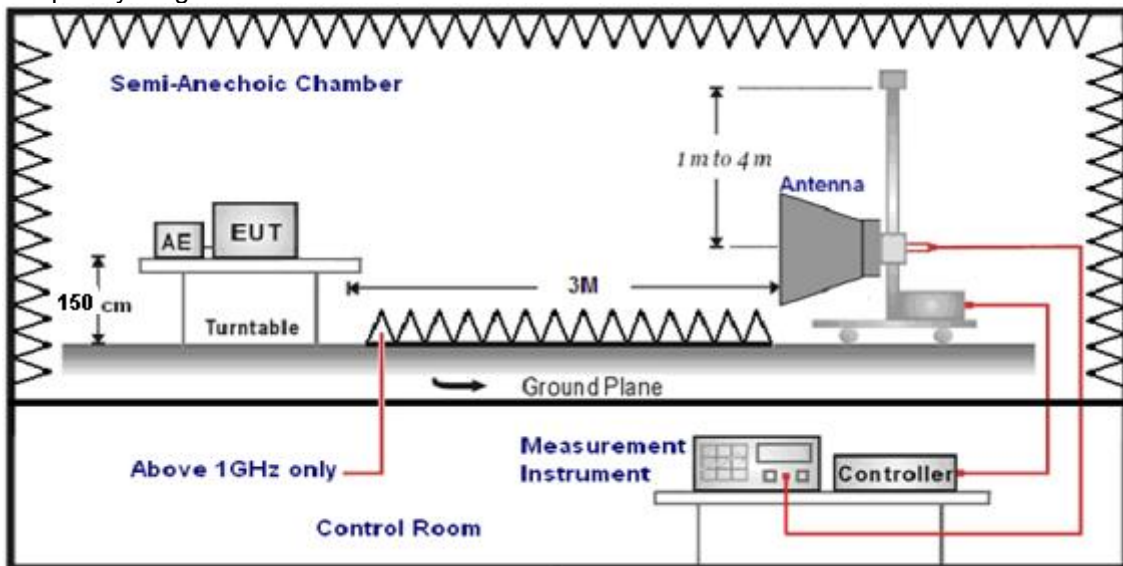 Semi-Anechoic Chamber
1 m to 4 m
Antenna
AE
EUT
150 cm
3M
Turntable
Ground Plane
Above 1GHz only
Measurement
Instrument
Controller
Control Room